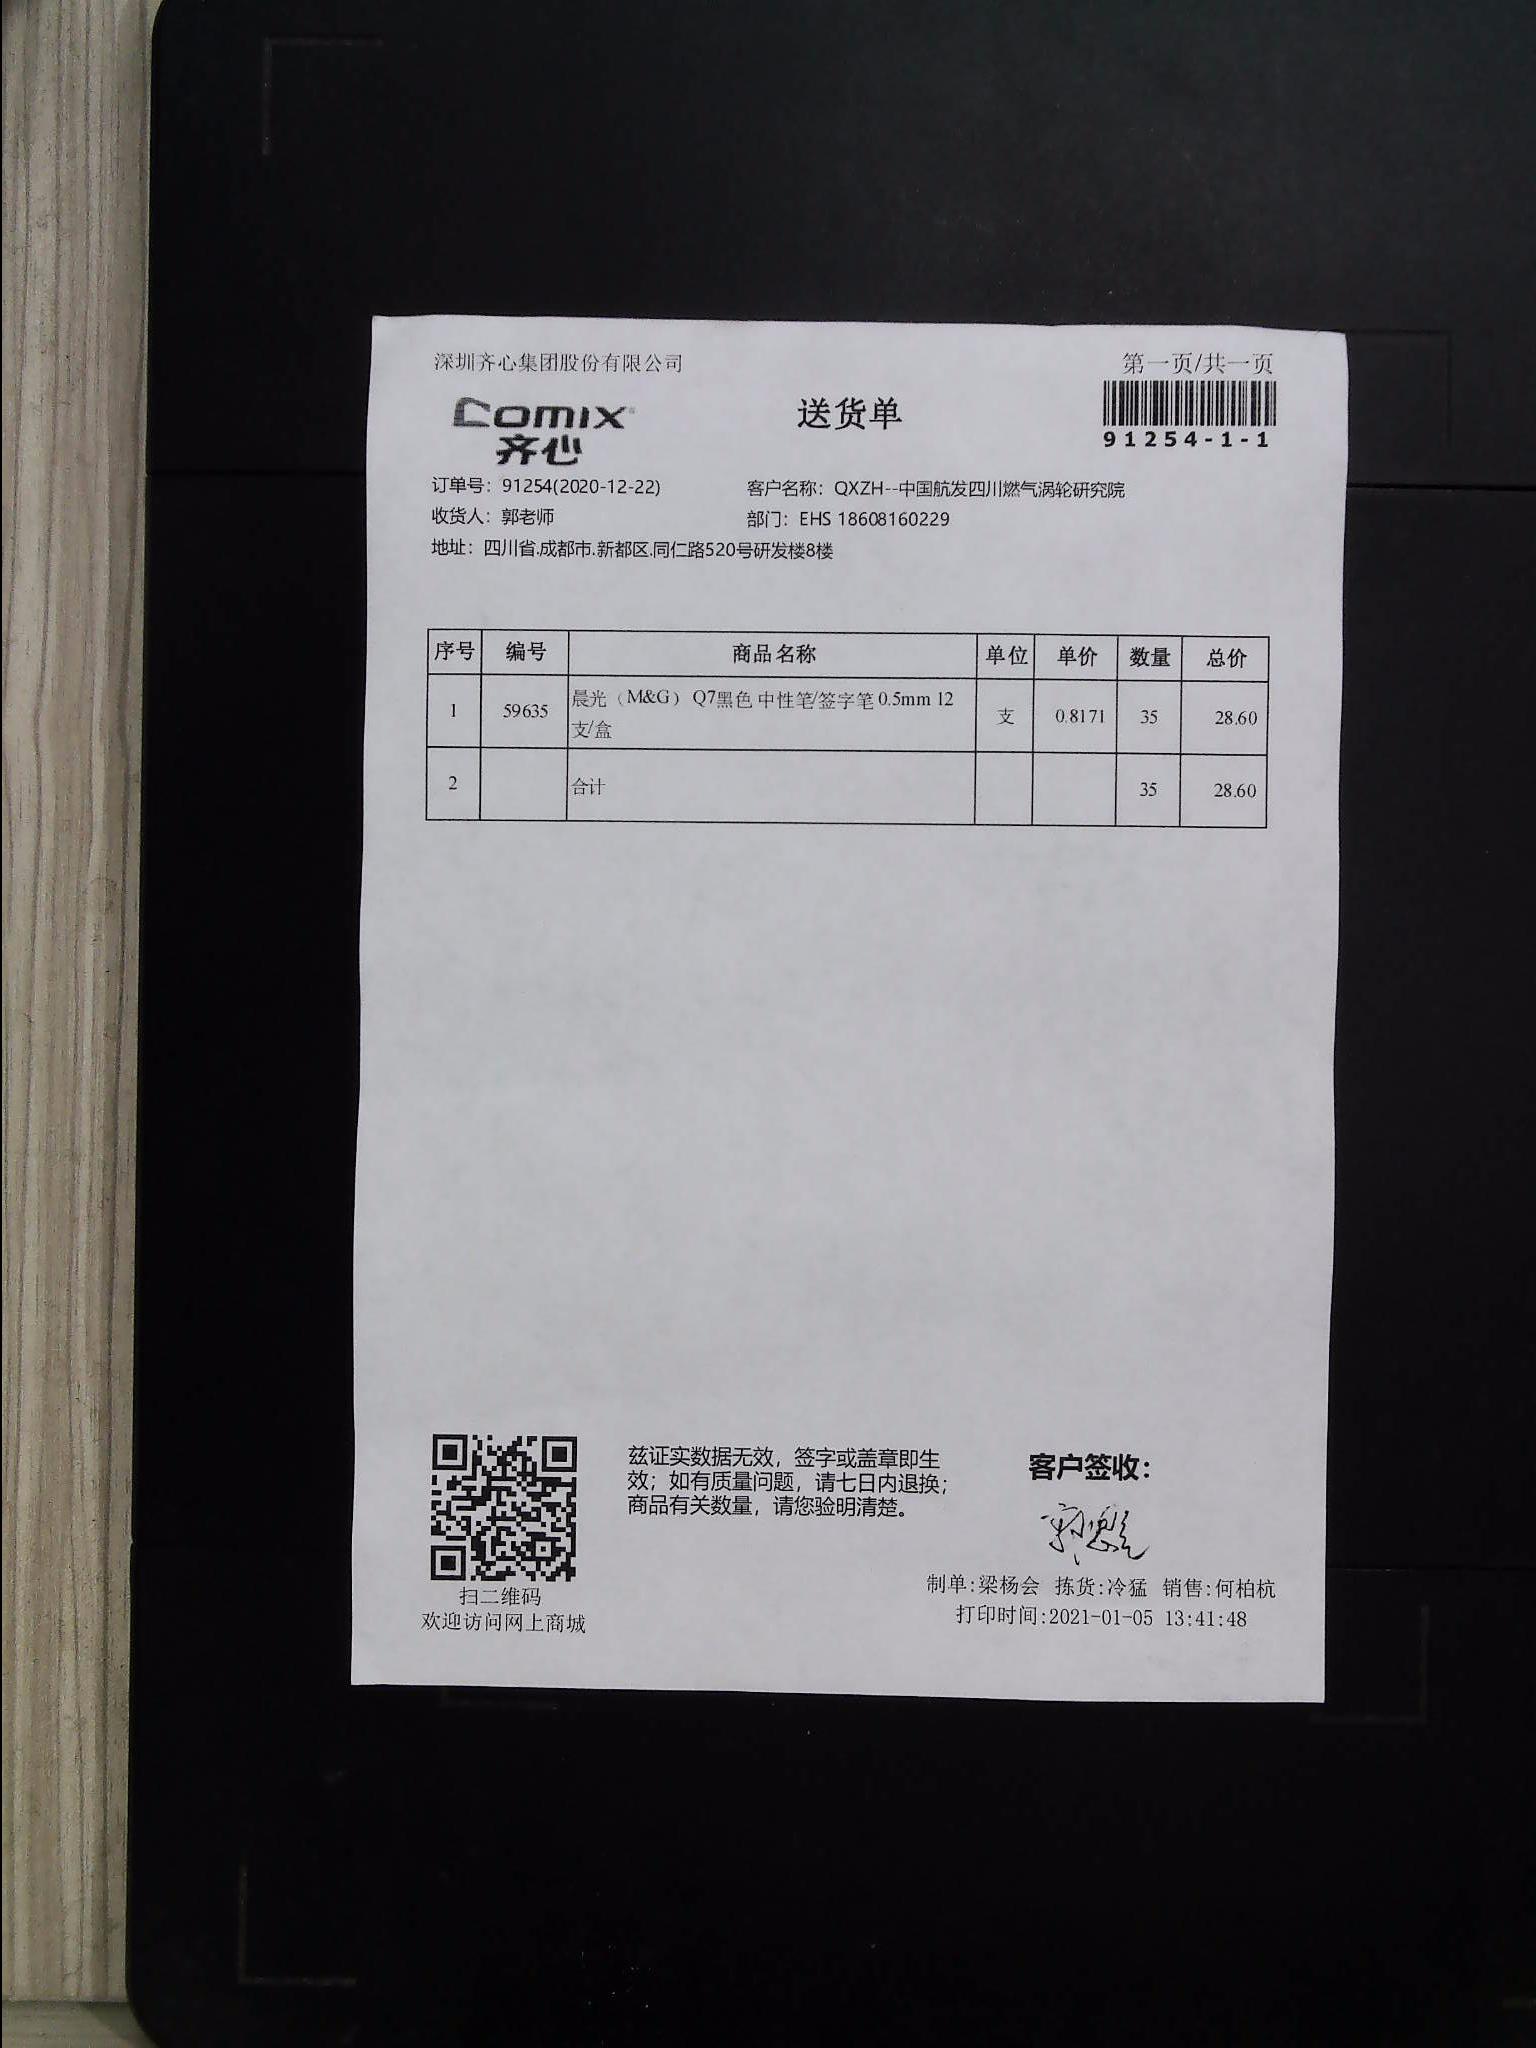 深圳齐心集团股份有限公司
第一页/共一页
COMIX
齐心
送货单
91254-1-1
订单号：91254(2020-12-22)
客户名称：QXZH--中国航发四川燃气涡轮研究院
收货人：郭老师
部门：EHS 18608160229
地址：四川省.成都市.新都区.同仁路520号研发楼8楼
序号 编号 商品名称 单位 单价 数量 总价
1 59635 晨光（M&G） Q7黑色 中性笔/签字笔 0.5mm 12支/盒 支 0.8171 35 28.60
2 合计 35 28.60
兹证实数据无效，签字或盖章即生
效；如有质量问题，请七日内退换；
商品有关数量，请您验明清楚。
客户签收：
扫二维码
欢迎访问网上商城
制单:梁杨会 拣货:冷猛 销售:何柏杭
打印时间:2021-01-05 13:41:48